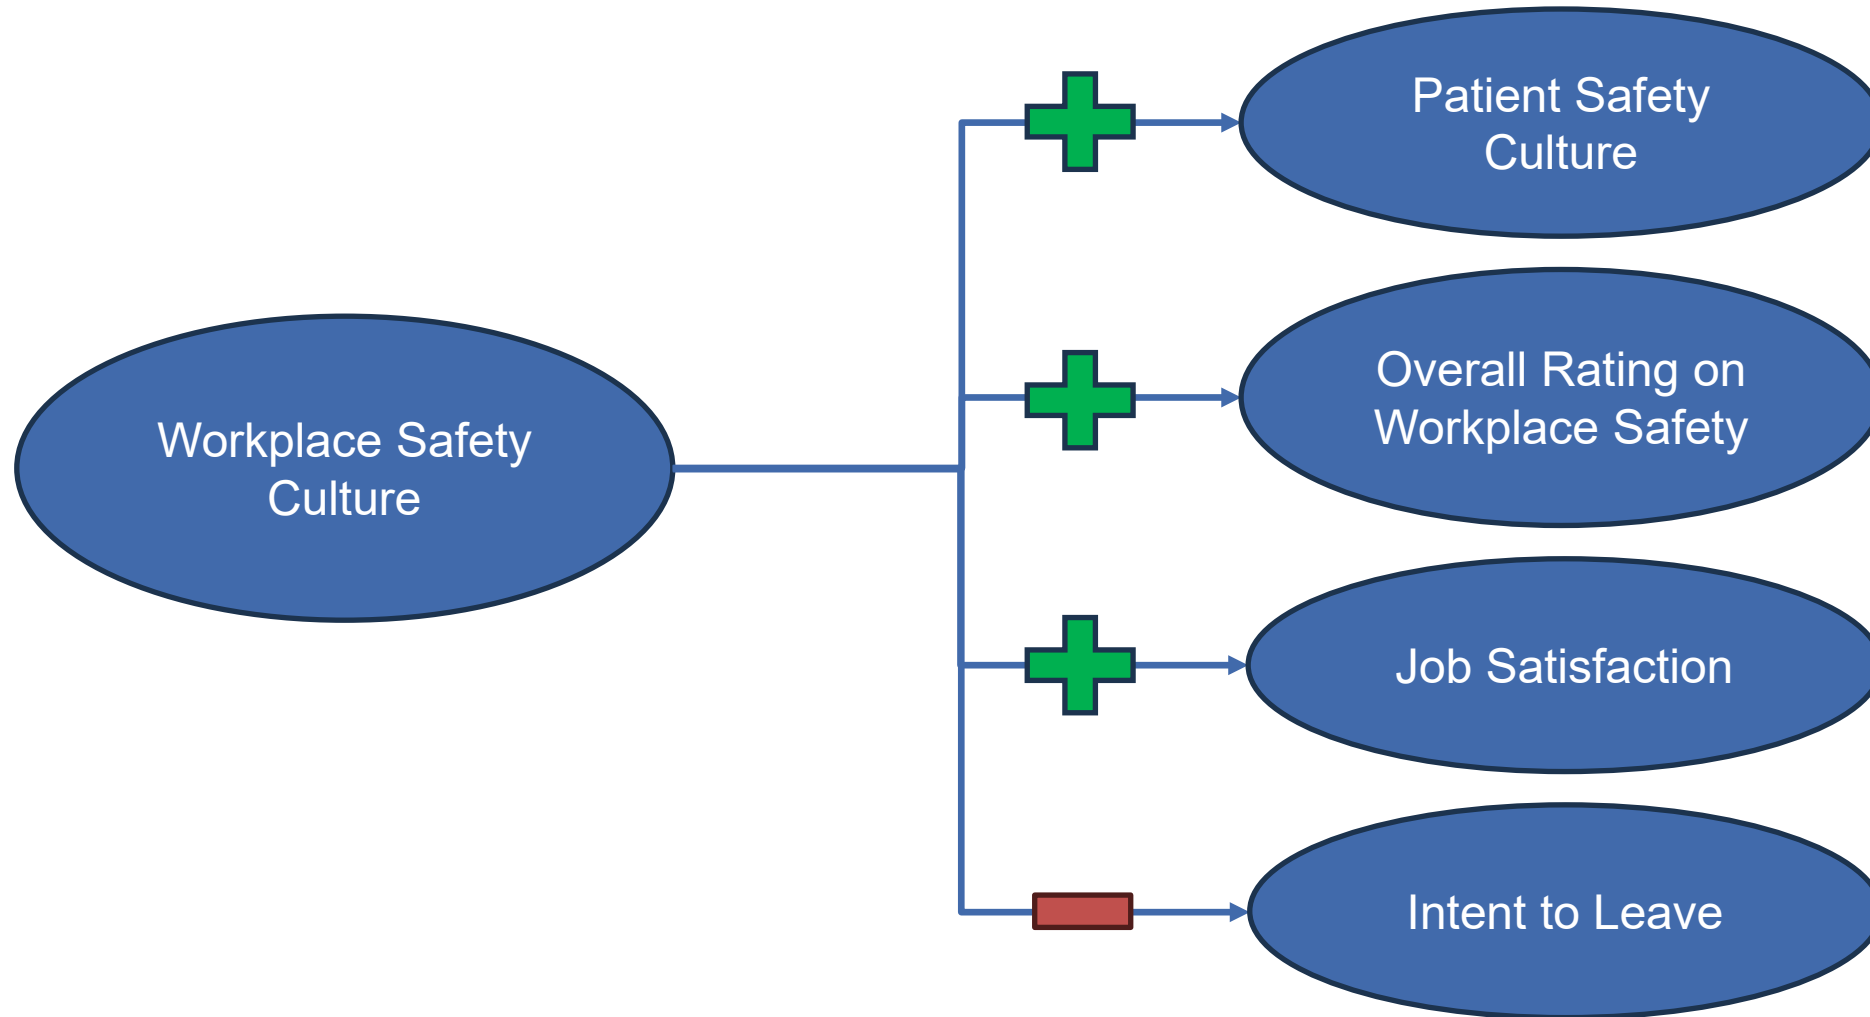 Patient Safety
Culture
Overall Rating on
Workplace Safety
Workplace Safety
Culture
Job Satisfaction
Intent to Leave